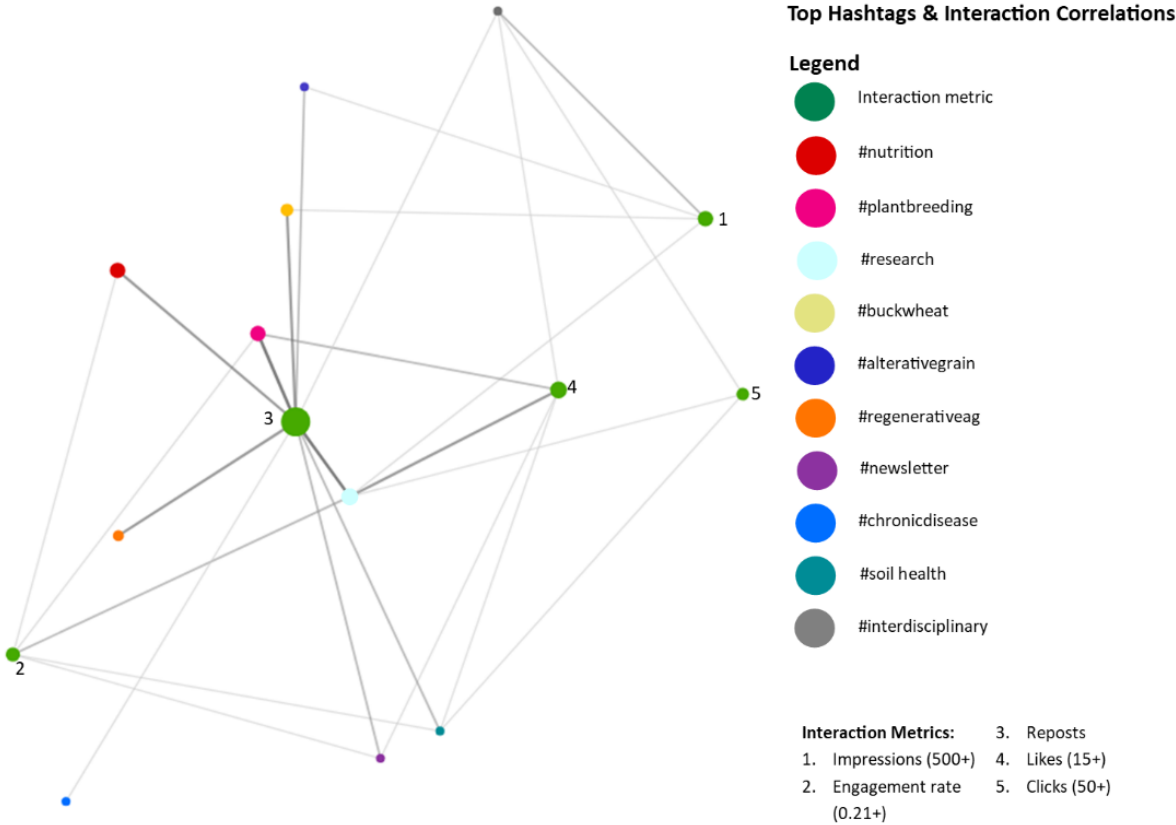 Top Hashtags & Interaction Correlations
Legend
Interaction metric
#nutrition
#plantbreeding
#research
#buckwheat
#alterativegrain
#regenerativeag
#newsletter
#chronicdisease
#soil health
#interdisciplinary
1
4
5
3
2
Interaction Metrics:
1. Impressions (500+)
2. Engagement rate
(0.21+)
3. Reposts
4. Likes (15+)
5. Clicks (50+)